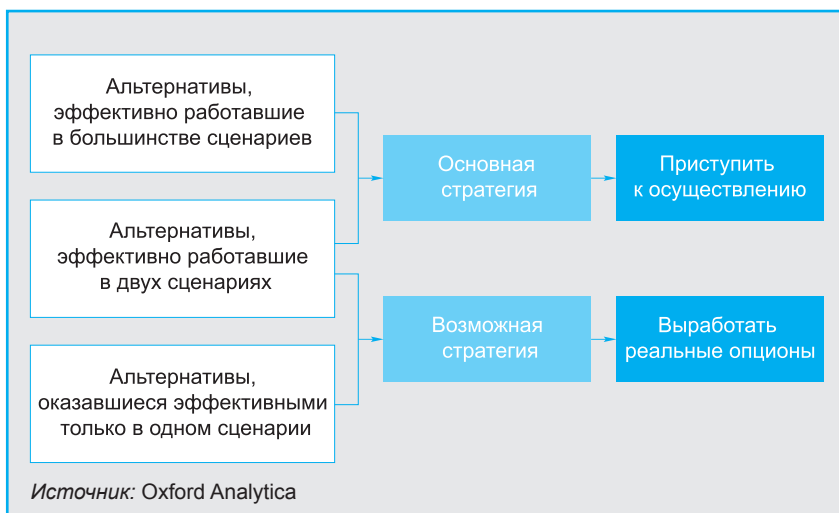 Альтернативы,
эффективно работавшие
в большинстве сценариев
Основная
стратегия
Приступить
к осуществлению
Альтернативы,
эффективно работавшие
в двух сценариях
Возможная
стратегия
Выработать
реальные опционы
Альтернативы,
оказавшиеся эффективными
только в одном сценарии
Источник: Oxford Analytica